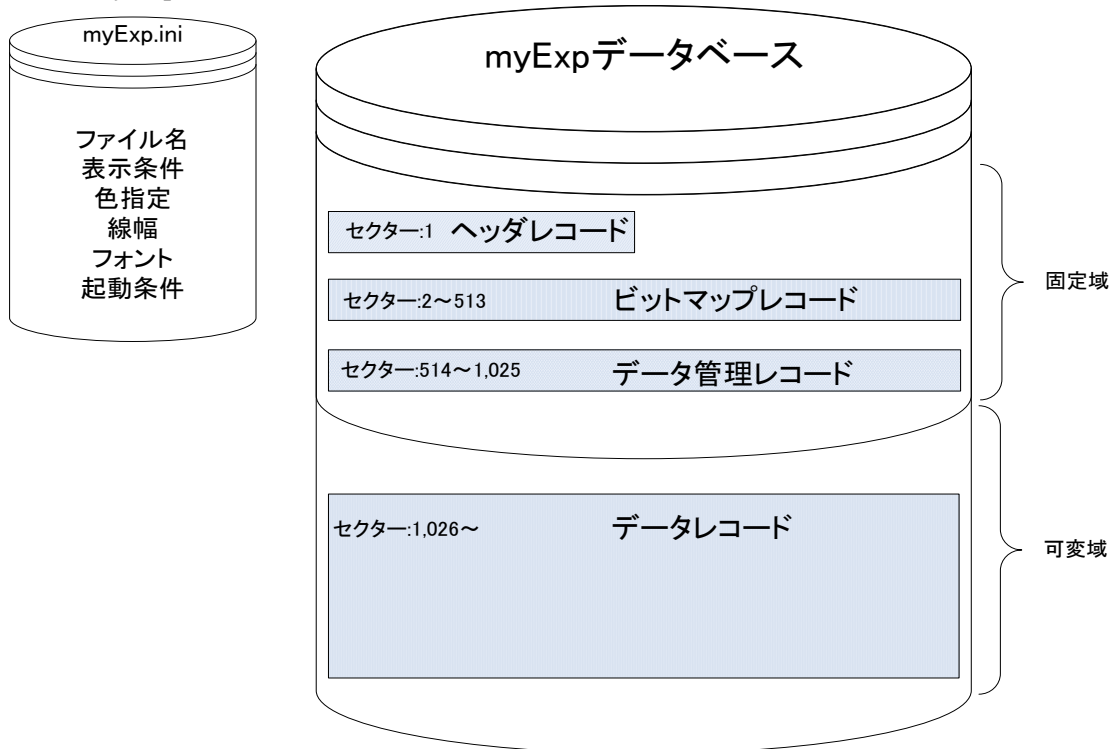 myExp.ini
ファイル名
表示条件
色指定
線幅
フォント
起動条件
myExpデータベース
セクター:1 ヘッダレコード
セクター:2～513 ビットマップレコード
セクター:514～1,025 データ管理レコード
固定域
セクター:1,026～ データレコード
可変域